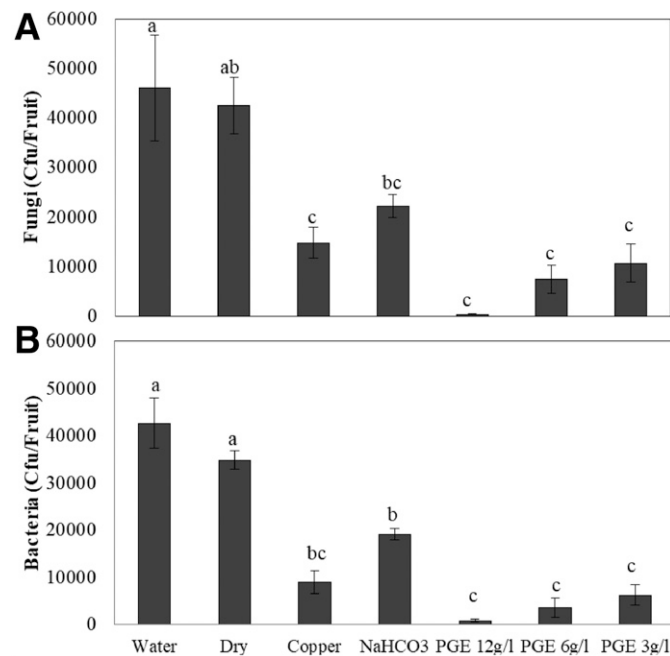 A
Fungi (Cfu/Fruit)
60000
50000
40000
30000
20000
10000
0
a
ab
c
bc
c
c
c
B
Bacteria (Cfu/Fruit)
60000
50000
40000
30000
20000
10000
0
a
a
bc
b
c
c
c
Water Dry Copper NaHCO3 PGE 12g/l PGE 6g/l PGE 3g/l